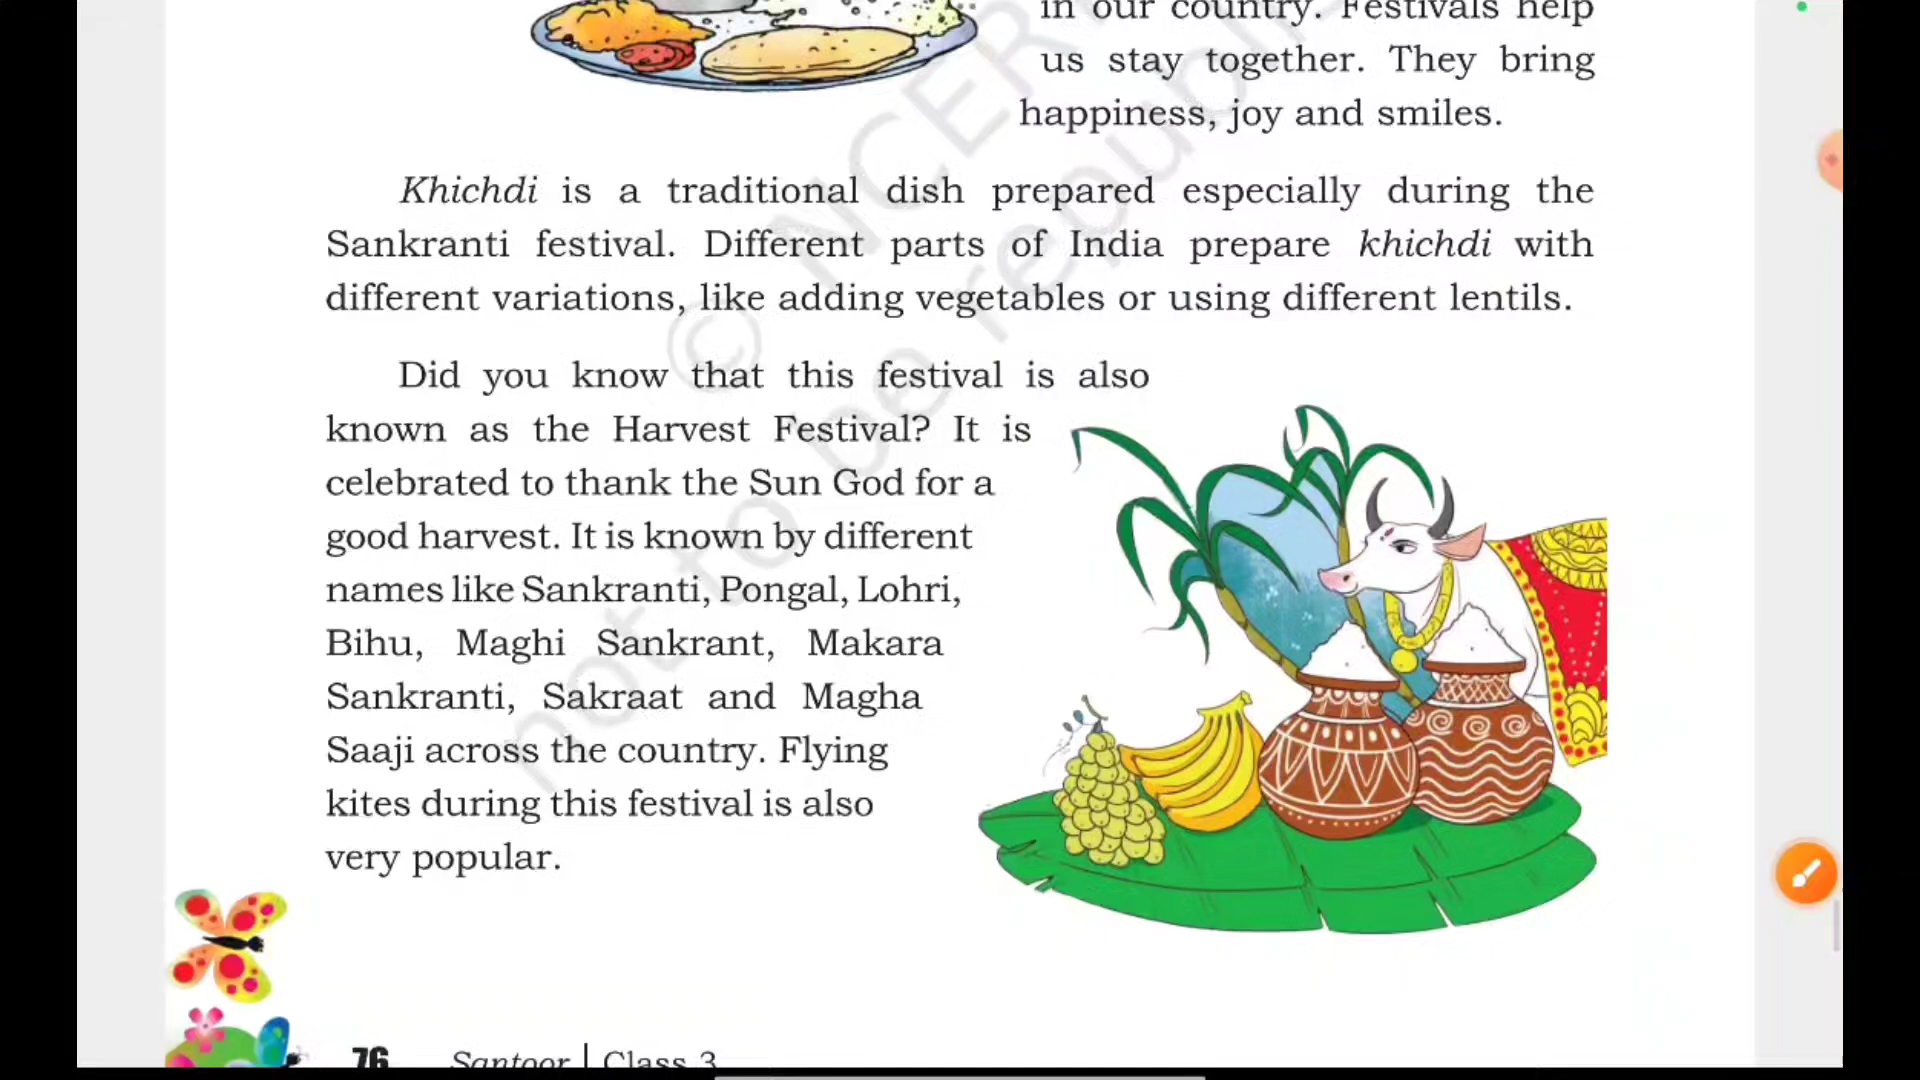 in our country. Festivals help
us stay together. They bring
happiness, joy and smiles.
Khichdi is a traditional dish prepared especially during the
Sankranti festival. Different parts of India prepare khichdi with
different variations, like adding vegetables or using different lentils.
Did you know that this festival is also
known as the Harvest Festival? It is
celebrated to thank the Sun God for a
good harvest. It is known by different
names like Sankranti, Pongal, Lohri,
Bihu, Maghi Sankrant, Makara
Sankranti, Sakraat and Magha
Saaji across the country. Flying
kites during this festival is also
very popular.
76 Santoor | Class 3
© NCER
not to be republi